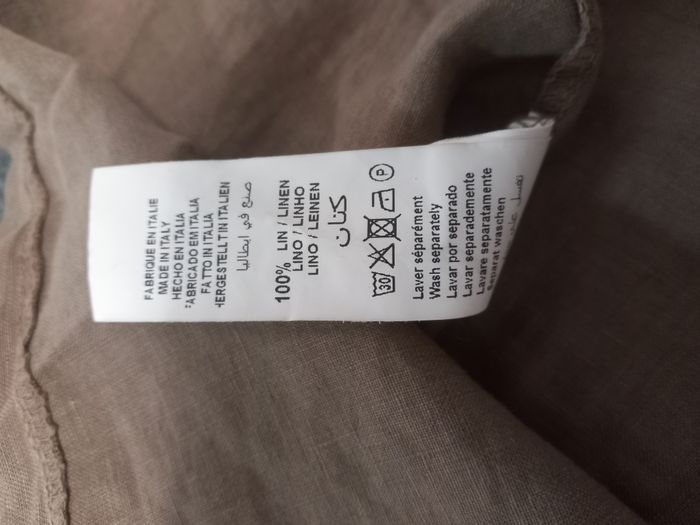 FABRIQUE EN ITALIE
MADE IN ITALY
HECHO EN ITALIA
FABRICADO EM ITALIA
FATTO IN ITALIA
HERGESTELLT IN ITALIEN
صنع في ايطاليا
100% LIN / LINEN
LINO / LINHO
LINO / LEINEN
كتان
30 P
Laver séparément
Wash separately
Lavar por separado
Lavar separademente
Lavare separatamente
Separat waschen